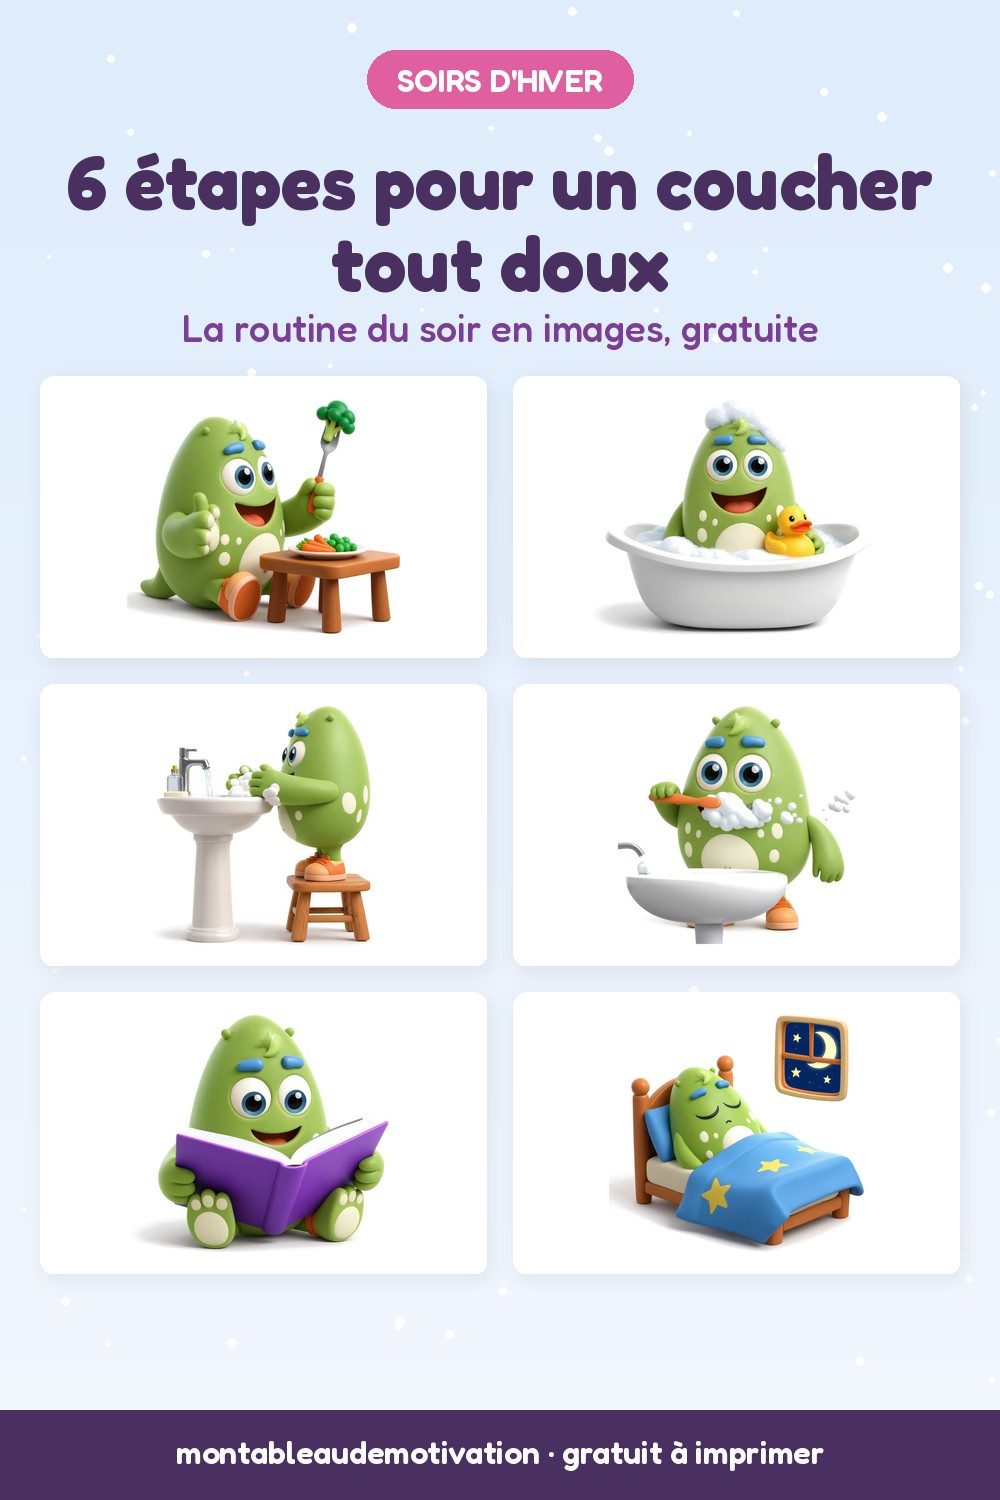 SOIRS D'HIVER
6 étapes pour un coucher
tout doux
La routine du soir en images, gratuite
montableaudemotivation · gratuit à imprimer